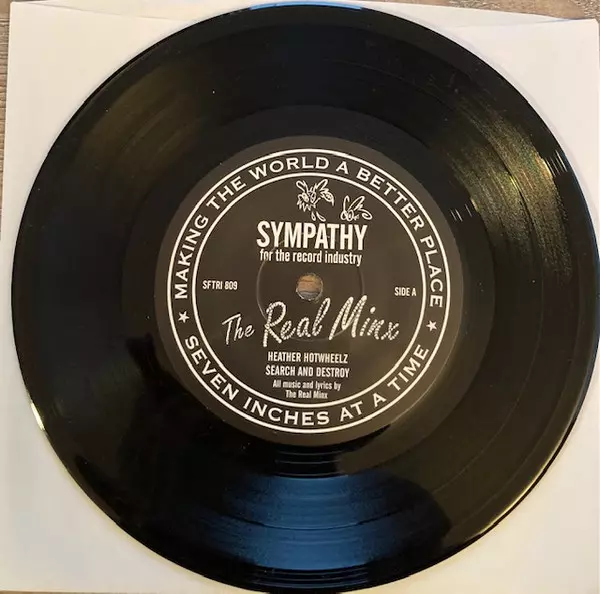 ★ MAKING THE WORLD A BETTER PLACE ★
SEVEN INCHES AT A TIME
SYMPATHY
for the record industry
SFTRI 809
SIDE A
The Real Minx
HEATHER HOTWHEELZ
SEARCH AND DESTROY
All music and lyrics by
The Real Minx